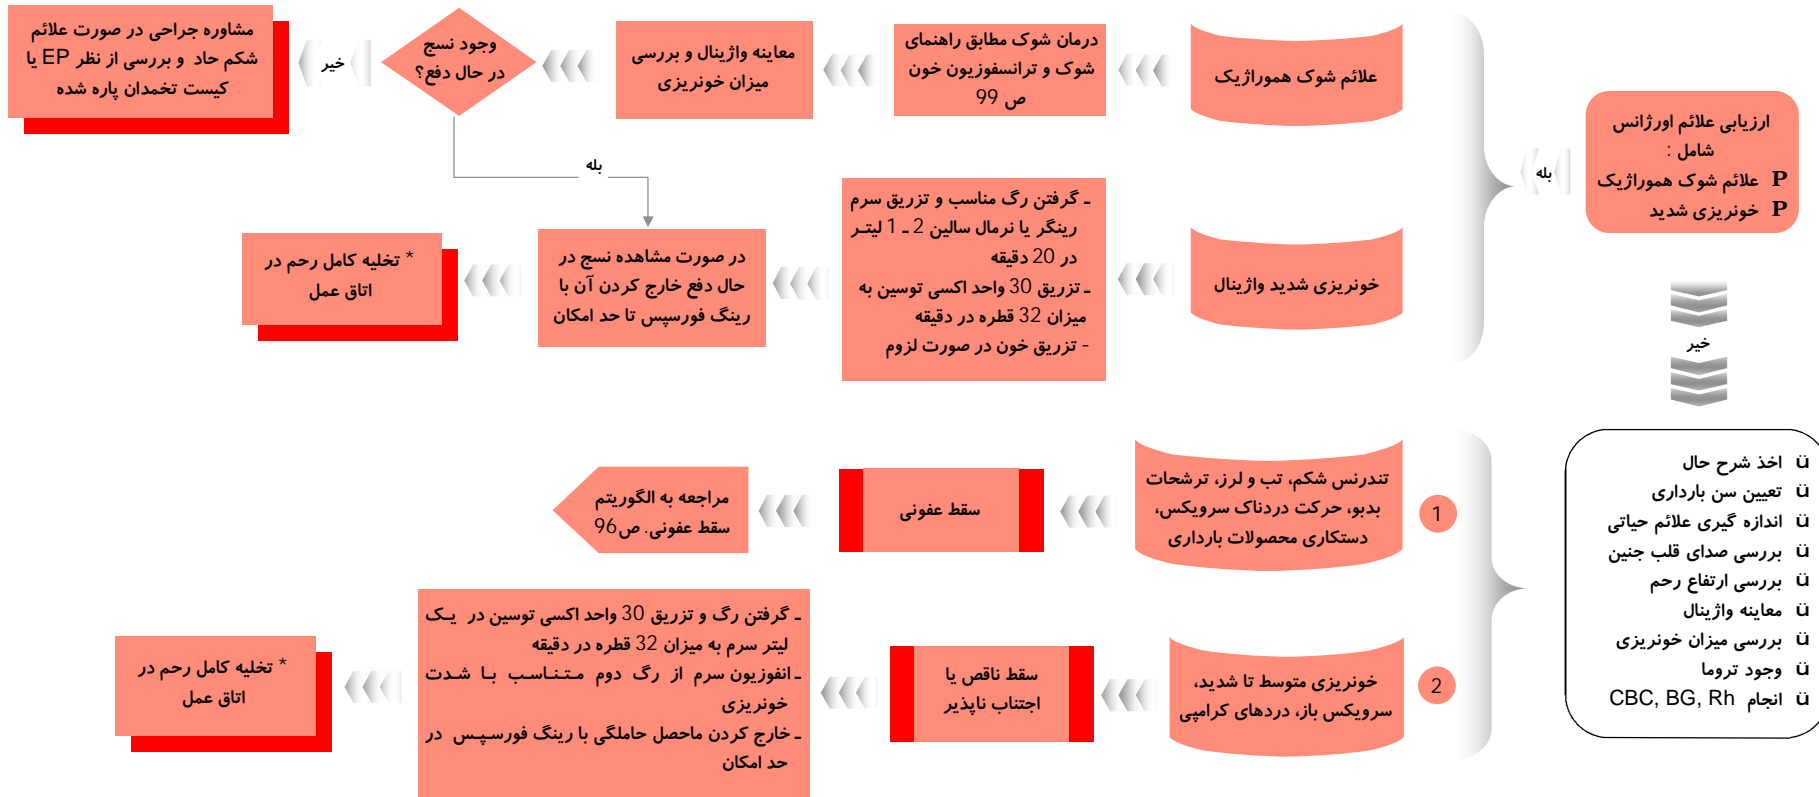 ارزیابی علائم اورژانس
شامل :
P علائم شوک هموراژیک
P خونریزی شدید
بله
علائم شوک هموراژیک
درمان شوک مطابق راهنمای
شوک و ترانسفوزیون خون
ص 99
معاینه واژینال و بررسی
میزان خونریزی
وجود نسج
در حال دفع؟
خیر
مشاوره جراحی در صورت علائم
شکم حاد و بررسی از نظر EP یا
کیست تخمدان پاره شده
بله
خونریزی شدید واژینال
ـ گرفتن رگ مناسب و تزریق سرم
رینگر یا نرمال سالین 2 ـ 1 لیتـر
در 20 دقیقه
ـ تزریق 30 واحد اکسی توسین به
میزان 32 قطره در دقیقه
- تزریق خون در صورت لزوم
در صورت مشاهده نسج در
حال دفع خارج کردن آن با
رینگ فورسپس تا حد امکان
* تخلیه کامل رحم در
اتاق عمل
خیر
ü اخذ شرح حال
ü تعیین سن بارداری
ü اندازه گیری علائم حیاتی
ü بررسی صدای قلب جنین
ü بررسی ارتفاع رحم
ü معاینه واژینال
ü بررسی میزان خونریزی
ü وجود تروما
ü انجام CBC, BG, Rh
1
تندرنس شکم، تب و لرز، ترشحات
بدبو، حرکت دردناک سرویکس،
دستکاری محصولات بارداری
سقط عفونی
مراجعه به الگوریتم
سقط عفونی. ص96
2
خونریزی متوسط تا شدید،
سرویکس باز، دردهای کرامپی
سقط ناقص یا
اجتناب ناپذیر
ـ گرفتن رگ و تزریق 30 واحد اکسی توسین در یـک
لیتر سرم به میزان 32 قطره در دقیقه
ـ انفوزیون سرم از رگ دوم متـناسب بـا شـدت
خونریزی
ـ خارج کردن ماحصل حاملگی با رینگ فورسـپـس در
حد امکان
* تخلیه کامل رحم در
اتاق عمل